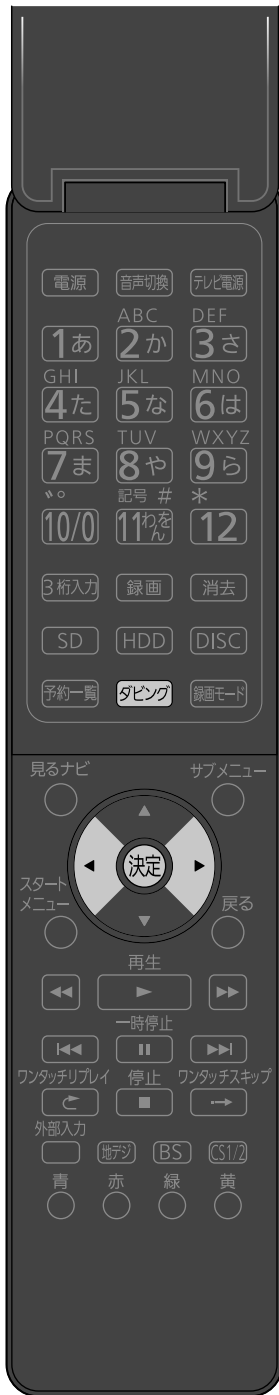 電源 音声切換 テレビ電源
ABC DEF
1あ 2か 3さ
GHI JKL MNO
4た 5な 6は
PQRS TUV WXYZ
7ま 8や 9ら
゛゜ 記号 # *
10/0 11わをん 12
3桁入力 録画 消去
SD HDD DISC
予約一覧 ダビング 録画モード
見るナビ サブメニュー
決定
スタート
メニュー 戻る
再生
一時停止
ワンタッチリプレイ 停止 ワンタッチスキップ
外部入力
地デジ BS CS1/2
青 赤 緑 黄